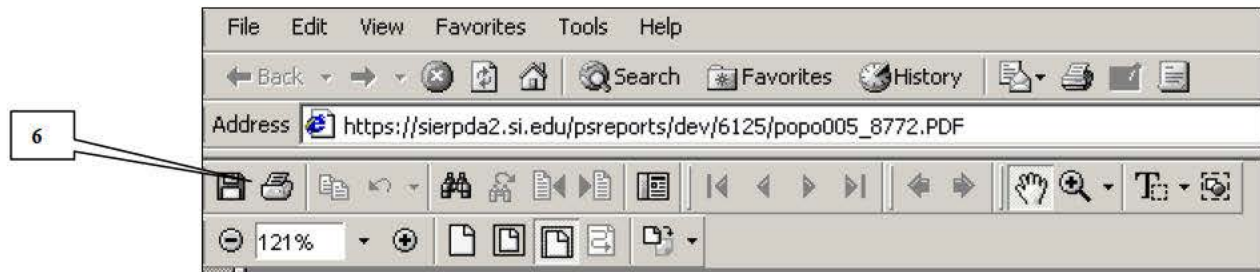 File Edit View Favorites Tools Help
Back Search Favorites History
Address https://sierpda2.si.edu/psreports/dev/6125/popo005_8772.PDF
6
T
121%